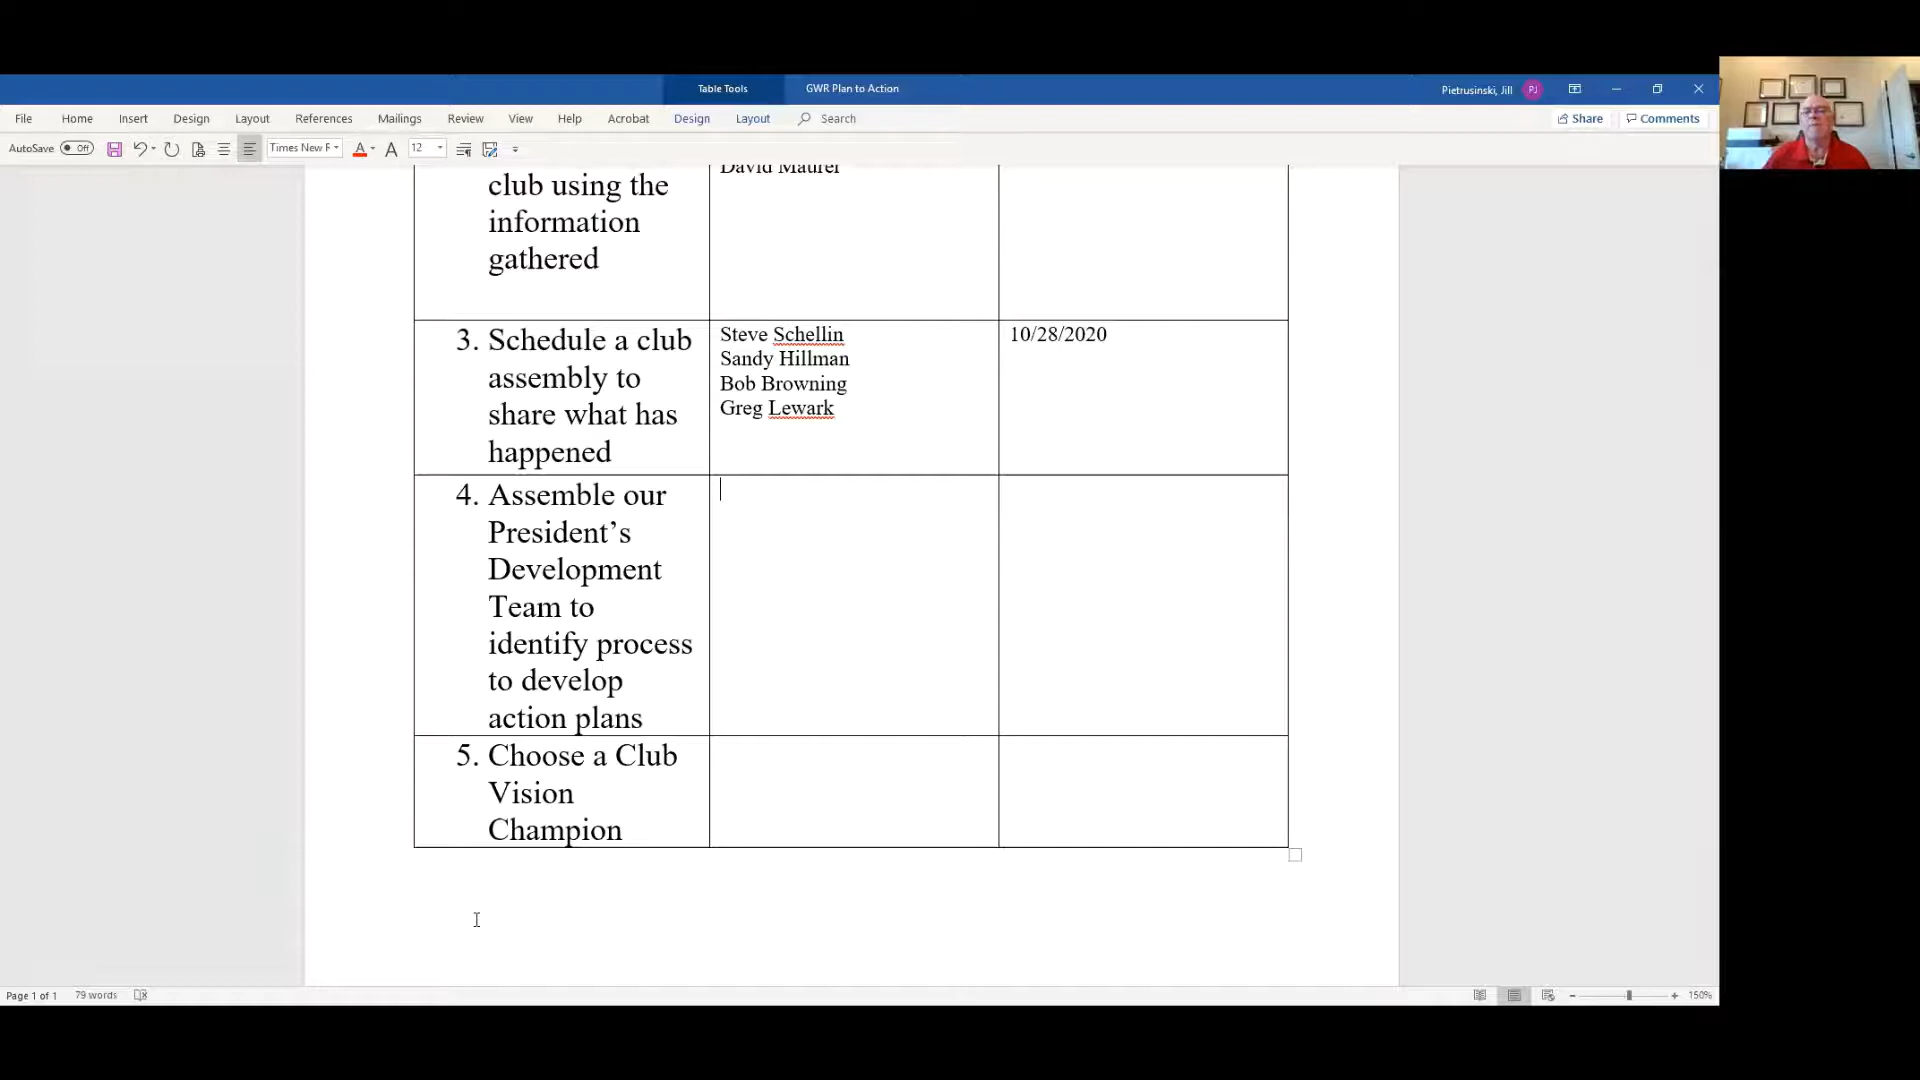 Table Tools
GWR Plan to Action
Pietrusinski, Jill PJ
File Home Insert Design Layout References Mailings Review View Help Acrobat Design Layout Search Share Comments
AutoSave Off Times New F A A 12
club using the
information
gathered
David Maurer
3. Schedule a club
assembly to
share what has
happened
Steve Schellin
Sandy Hillman
Bob Browning
Greg Lewark
10/28/2020
4. Assemble our
President’s
Development
Team to
identify process
to develop
action plans
5. Choose a Club
Vision
Champion
Page 1 of 1 79 words 150%